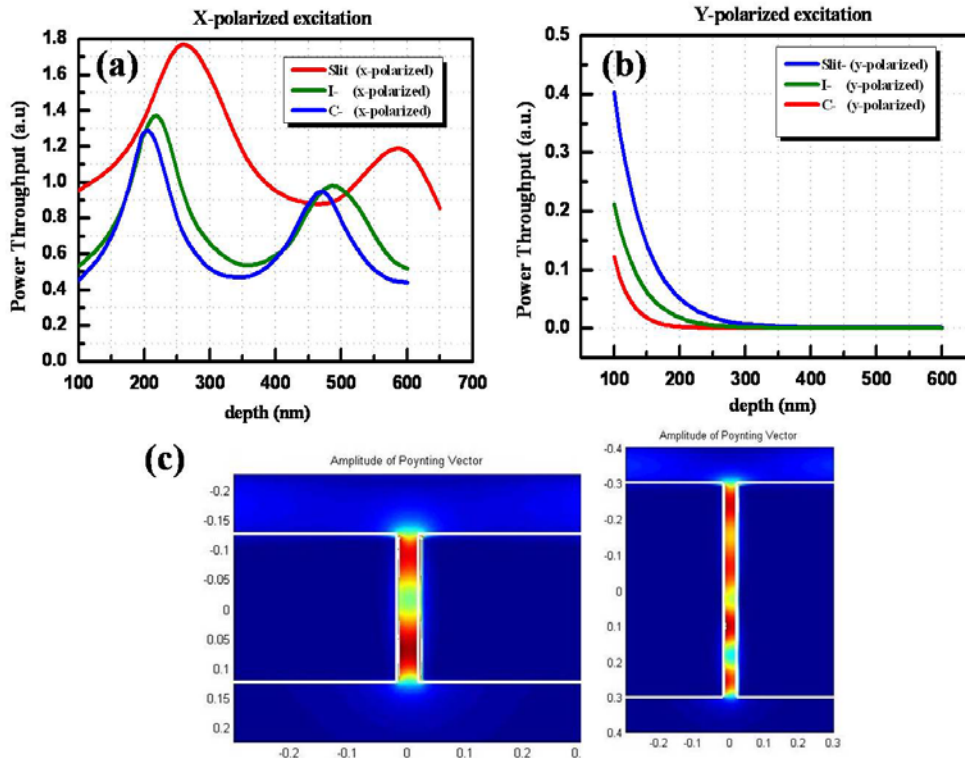 X-polarized excitation
(a)
Slit (x-polarized)
I- (x-polarized)
C- (x-polarized)
Power Throughput (a.u)
1.8
1.6
1.4
1.2
1.0
0.8
0.6
0.4
0.2
0.0
100 200 300 400 500 600 700
depth (nm)
Y-polarized excitation
(b)
Slit- (y-polarized)
I- (y-polarized)
C- (y-polarized)
Power Throughput (a.u.)
0.5
0.4
0.3
0.2
0.1
0.0
100 200 300 400 500 600
depth (nm)
(c)
Amplitude of Poynting Vector
-0.2
-0.15
-0.1
-0.05
0
0.05
0.1
0.15
0.2
-0.2 -0.1 0 0.1 0.2 0.
Amplitude of Poynting Vector
-0.4
-0.3
-0.2
-0.1
0
0.1
0.2
0.3
0.4
-0.2 -0.1 0 0.1 0.2 0.3